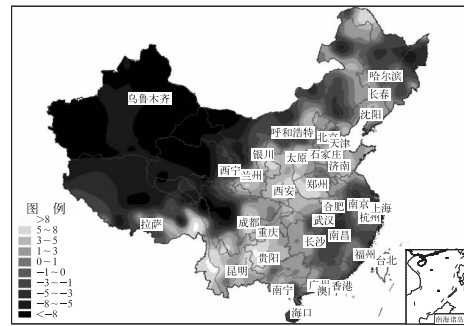 哈尔滨
长春
乌鲁木齐
沈阳
呼和浩特
北京
天津
银川
太原
石家庄
济南
西宁
兰州
郑州
西安
图 例
>8
5~8
3~5
1~3
0~1
-1~0
-3~-1
-5~-3
-8~-5
<-8
拉萨
成都
重庆
合肥
南京
上海
武汉
杭州
南昌
长沙
贵阳
福州
台北
昆明
南宁
广州
香港
澳门
海口
南海诸岛